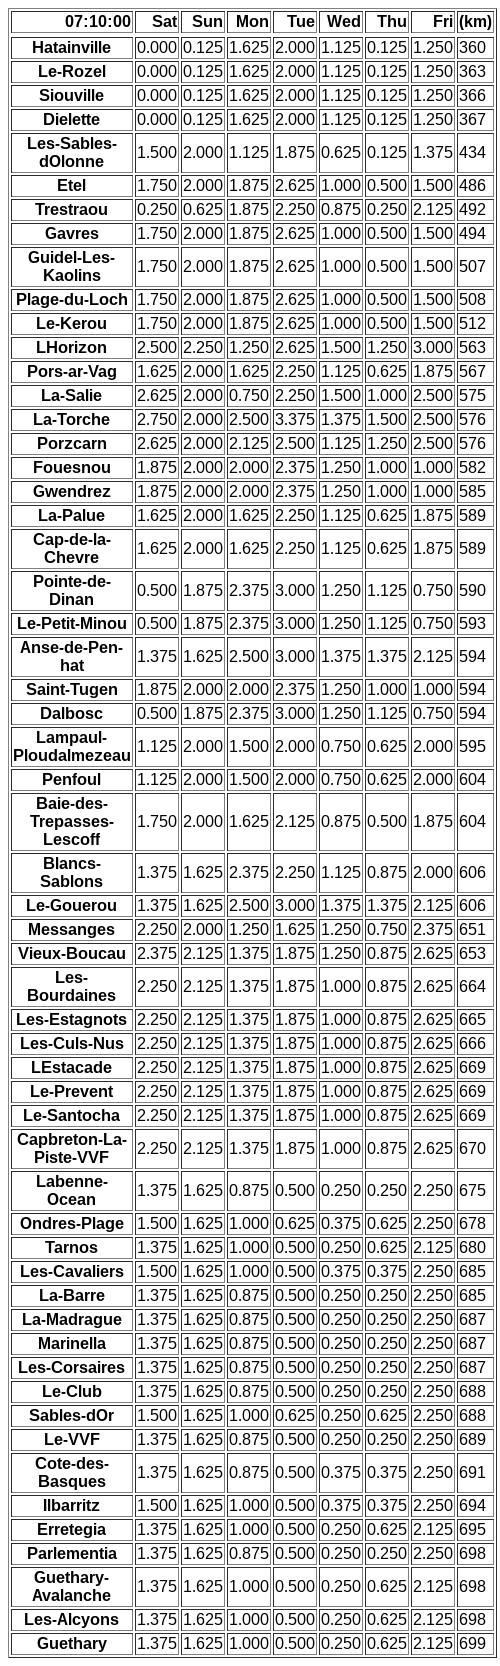 07:10:00 Sat Sun Mon Tue Wed Thu Fri (km)
Hatainville 0.000 0.125 1.625 2.000 1.125 0.125 1.250 360
Le-Rozel 0.000 0.125 1.625 2.000 1.125 0.125 1.250 363
Siouville 0.000 0.125 1.625 2.000 1.125 0.125 1.250 366
Dielette 0.000 0.125 1.625 2.000 1.125 0.125 1.250 367
Les-Sables-
dOlonne 1.500 2.000 1.125 1.875 0.625 0.125 1.375 434
Etel 1.750 2.000 1.875 2.625 1.000 0.500 1.500 486
Trestraou 0.250 0.625 1.875 2.250 0.875 0.250 2.125 492
Gavres 1.750 2.000 1.875 2.625 1.000 0.500 1.500 494
Guidel-Les-
Kaolins 1.750 2.000 1.875 2.625 1.000 0.500 1.500 507
Plage-du-Loch 1.750 2.000 1.875 2.625 1.000 0.500 1.500 508
Le-Kerou 1.750 2.000 1.875 2.625 1.000 0.500 1.500 512
LHorizon 2.500 2.250 1.250 2.625 1.500 1.250 3.000 563
Pors-ar-Vag 1.625 2.000 1.625 2.250 1.125 0.625 1.875 567
La-Salie 2.625 2.000 0.750 2.250 1.500 1.000 2.500 575
La-Torche 2.750 2.000 2.500 3.375 1.375 1.500 2.500 576
Porzcarn 2.625 2.000 2.125 2.500 1.125 1.250 2.500 576
Fouesnou 1.875 2.000 2.000 2.375 1.250 1.000 1.000 582
Gwendrez 1.875 2.000 2.000 2.375 1.250 1.000 1.000 585
La-Palue 1.625 2.000 1.625 2.250 1.125 0.625 1.875 589
Cap-de-la-
Chevre 1.625 2.000 1.625 2.250 1.125 0.625 1.875 589
Pointe-de-
Dinan 0.500 1.875 2.375 3.000 1.250 1.125 0.750 590
Le-Petit-Minou 0.500 1.875 2.375 3.000 1.250 1.125 0.750 593
Anse-de-Pen-
hat 1.375 1.625 2.500 3.000 1.375 1.375 2.125 594
Saint-Tugen 1.875 2.000 2.000 2.375 1.250 1.000 1.000 594
Dalbosc 0.500 1.875 2.375 3.000 1.250 1.125 0.750 594
Lampaul-
Ploudalmezeau 1.125 2.000 1.500 2.000 0.750 0.625 2.000 595
Penfoul 1.125 2.000 1.500 2.000 0.750 0.625 2.000 604
Baie-des-
Trepasses-
Lescoff 1.750 2.000 1.625 2.125 0.875 0.500 1.875 604
Blancs-
Sablons 1.375 1.625 2.375 2.250 1.125 0.875 2.000 606
Le-Gouerou 1.375 1.625 2.500 3.000 1.375 1.375 2.125 606
Messanges 2.250 2.000 1.250 1.625 1.250 0.750 2.375 651
Vieux-Boucau 2.375 2.125 1.375 1.875 1.250 0.875 2.625 653
Les-
Bourdaines 2.250 2.125 1.375 1.875 1.000 0.875 2.625 664
Les-Estagnots 2.250 2.125 1.375 1.875 1.000 0.875 2.625 665
Les-Culs-Nus 2.250 2.125 1.375 1.875 1.000 0.875 2.625 666
LEstacade 2.250 2.125 1.375 1.875 1.000 0.875 2.625 669
Le-Prevent 2.250 2.125 1.375 1.875 1.000 0.875 2.625 669
Le-Santocha 2.250 2.125 1.375 1.875 1.000 0.875 2.625 669
Capbreton-La-
Piste-VVF 2.250 2.125 1.375 1.875 1.000 0.875 2.625 670
Labenne-
Ocean 1.375 1.625 0.875 0.500 0.250 0.250 2.250 675
Ondres-Plage 1.500 1.625 1.000 0.625 0.375 0.625 2.250 678
Tarnos 1.375 1.625 1.000 0.500 0.250 0.625 2.125 680
Les-Cavaliers 1.500 1.625 1.000 0.500 0.375 0.375 2.250 685
La-Barre 1.375 1.625 0.875 0.500 0.250 0.250 2.250 685
La-Madrague 1.375 1.625 0.875 0.500 0.250 0.250 2.250 687
Marinella 1.375 1.625 0.875 0.500 0.250 0.250 2.250 687
Les-Corsaires 1.375 1.625 0.875 0.500 0.250 0.250 2.250 687
Le-Club 1.375 1.625 0.875 0.500 0.250 0.250 2.250 688
Sables-dOr 1.500 1.625 1.000 0.625 0.250 0.625 2.250 688
Le-VVF 1.375 1.625 0.875 0.500 0.250 0.250 2.250 689
Cote-des-
Basques 1.375 1.625 0.875 0.500 0.375 0.375 2.250 691
Ilbarritz 1.500 1.625 1.000 0.500 0.375 0.375 2.250 694
Erretegia 1.375 1.625 1.000 0.500 0.250 0.625 2.125 695
Parlementia 1.375 1.625 0.875 0.500 0.250 0.250 2.250 698
Guethary-
Avalanche 1.375 1.625 1.000 0.500 0.250 0.625 2.125 698
Les-Alcyons 1.375 1.625 1.000 0.500 0.250 0.625 2.125 698
Guethary 1.375 1.625 1.000 0.500 0.250 0.625 2.125 699